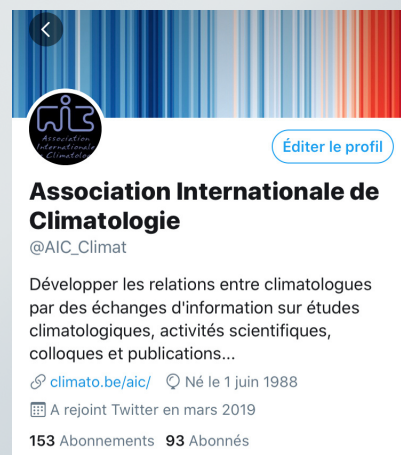 aic
Association
Internationale
Climatolo
Éditer le profil
Association Internationale de
Climatologie
@AIC_Climat
Développer les relations entre climatologues
par des échanges d'information sur études
climatologiques, activités scientifiques,
colloques et publications...
climato.be/aic/ Né le 1 juin 1988
A rejoint Twitter en mars 2019
153 Abonnements 93 Abonnés